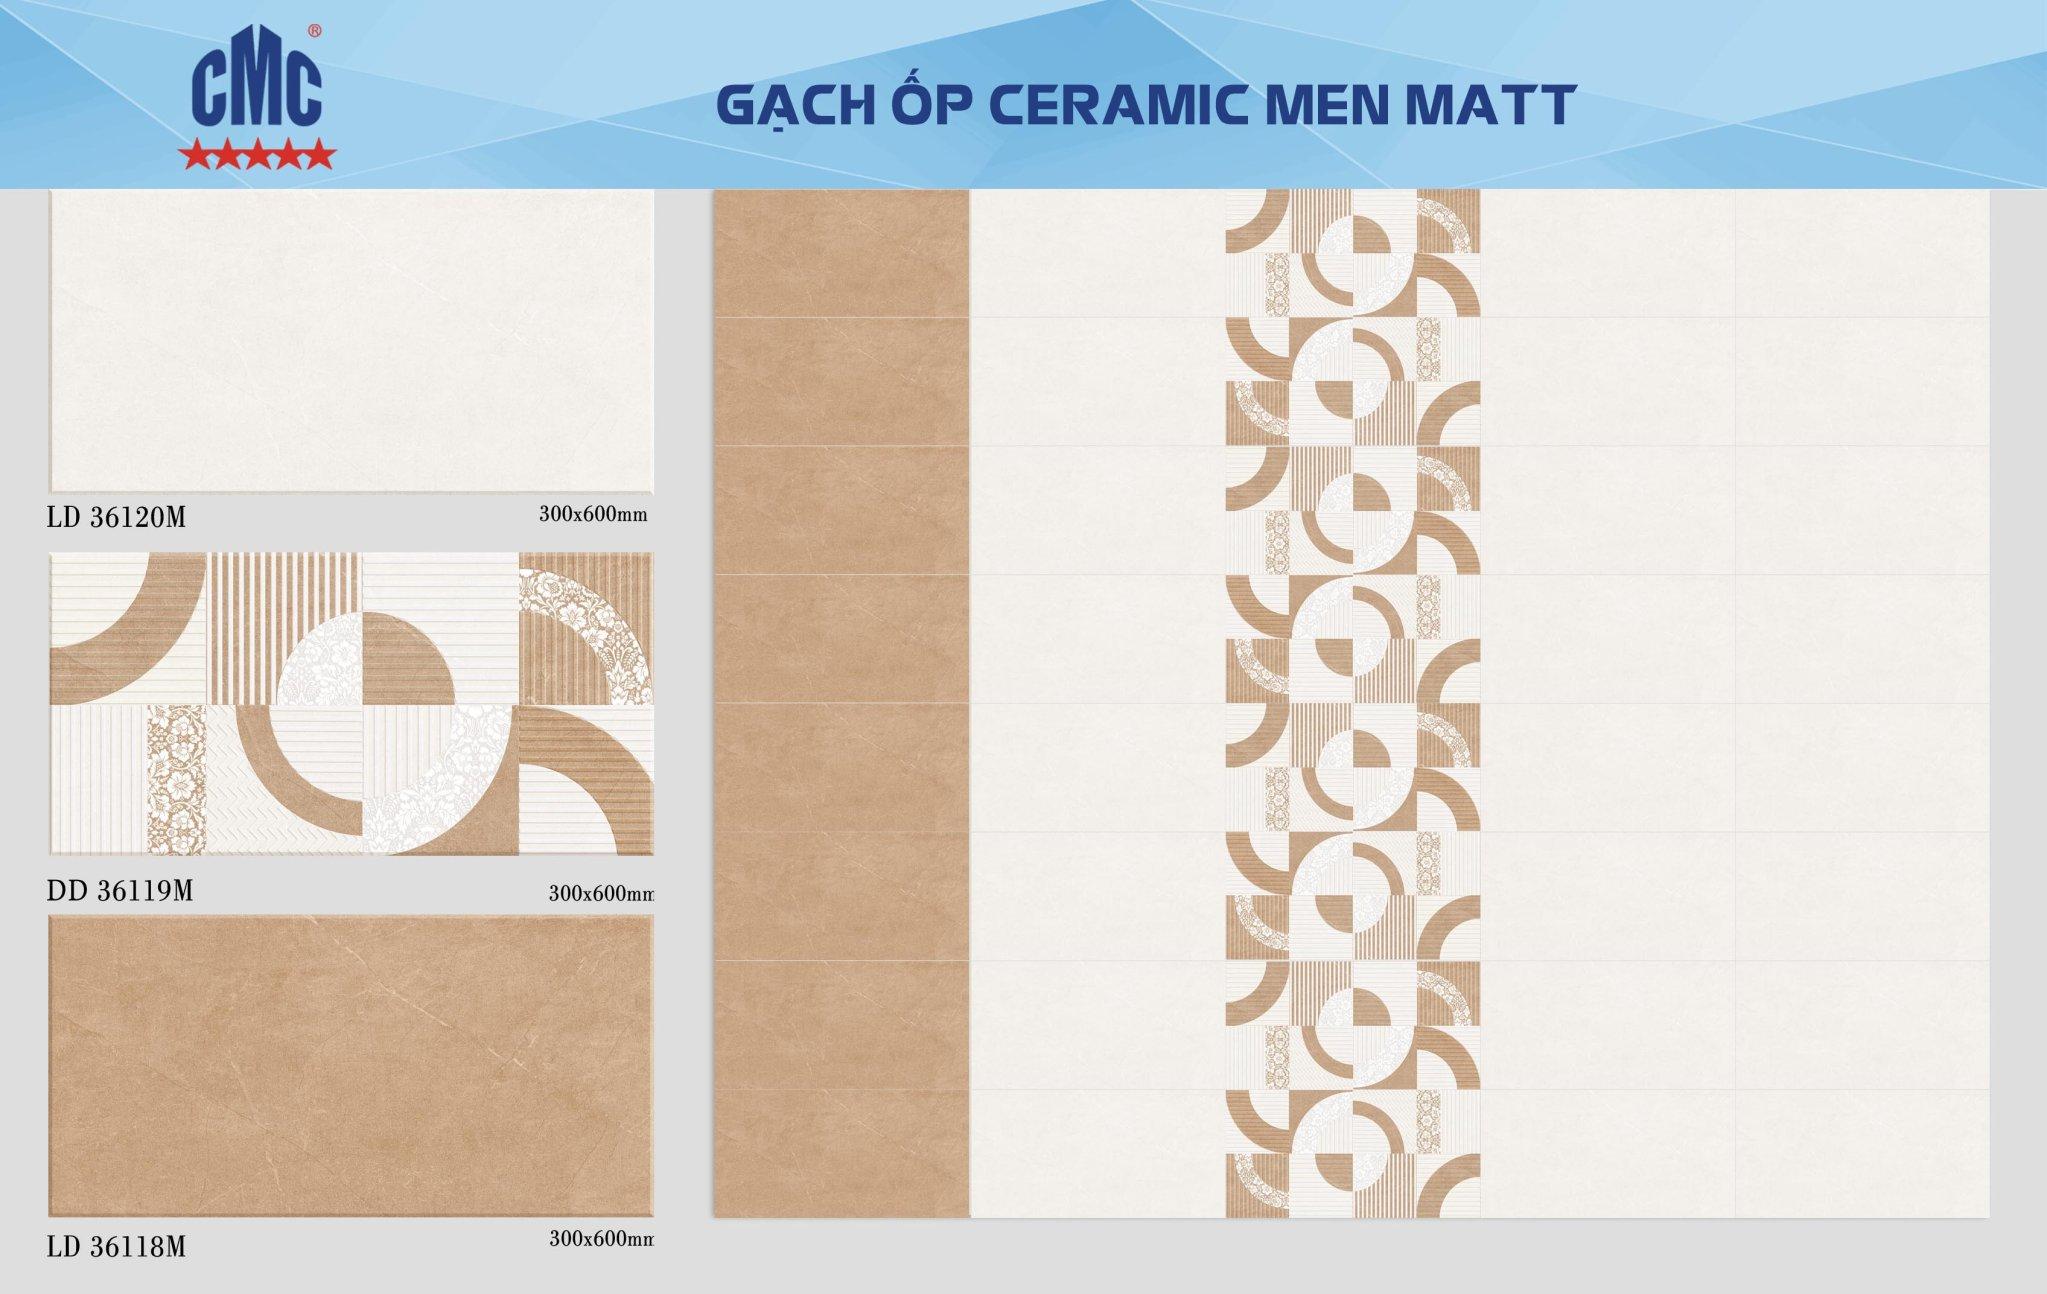 CMC®
GẠCH ỐP CERAMIC MEN MATT
LD 36120M 300x600mm
DD 36119M 300x600mm
LD 36118M 300x600mm